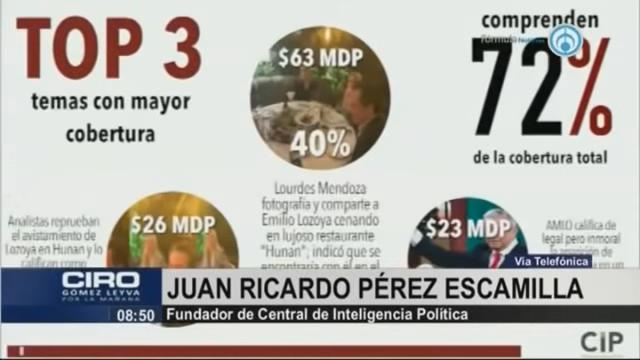 TOP 3
temas con mayor
cobertura
$63 MDP
40%
comprenden
72%
de la cobertura total
Lourdes Mendoza
fotografía y comparte a
Emilio Lozoya cenando
en lujoso restaurante
"Hunan"; indicó que se
encontraría con él en el
Analistas reprueban
el avistamiento de
Lozoya en Hunan y lo
califican como
$26 MDP
$23 MDP
AMLO califica de
legal pero inmoral
en un
Vía Telefónica
CIRO
GÓMEZ LEYVA
POR LA MAÑANA
08:50
JUAN RICARDO PÉREZ ESCAMILLA
Fundador de Central de Inteligencia Política
CIP